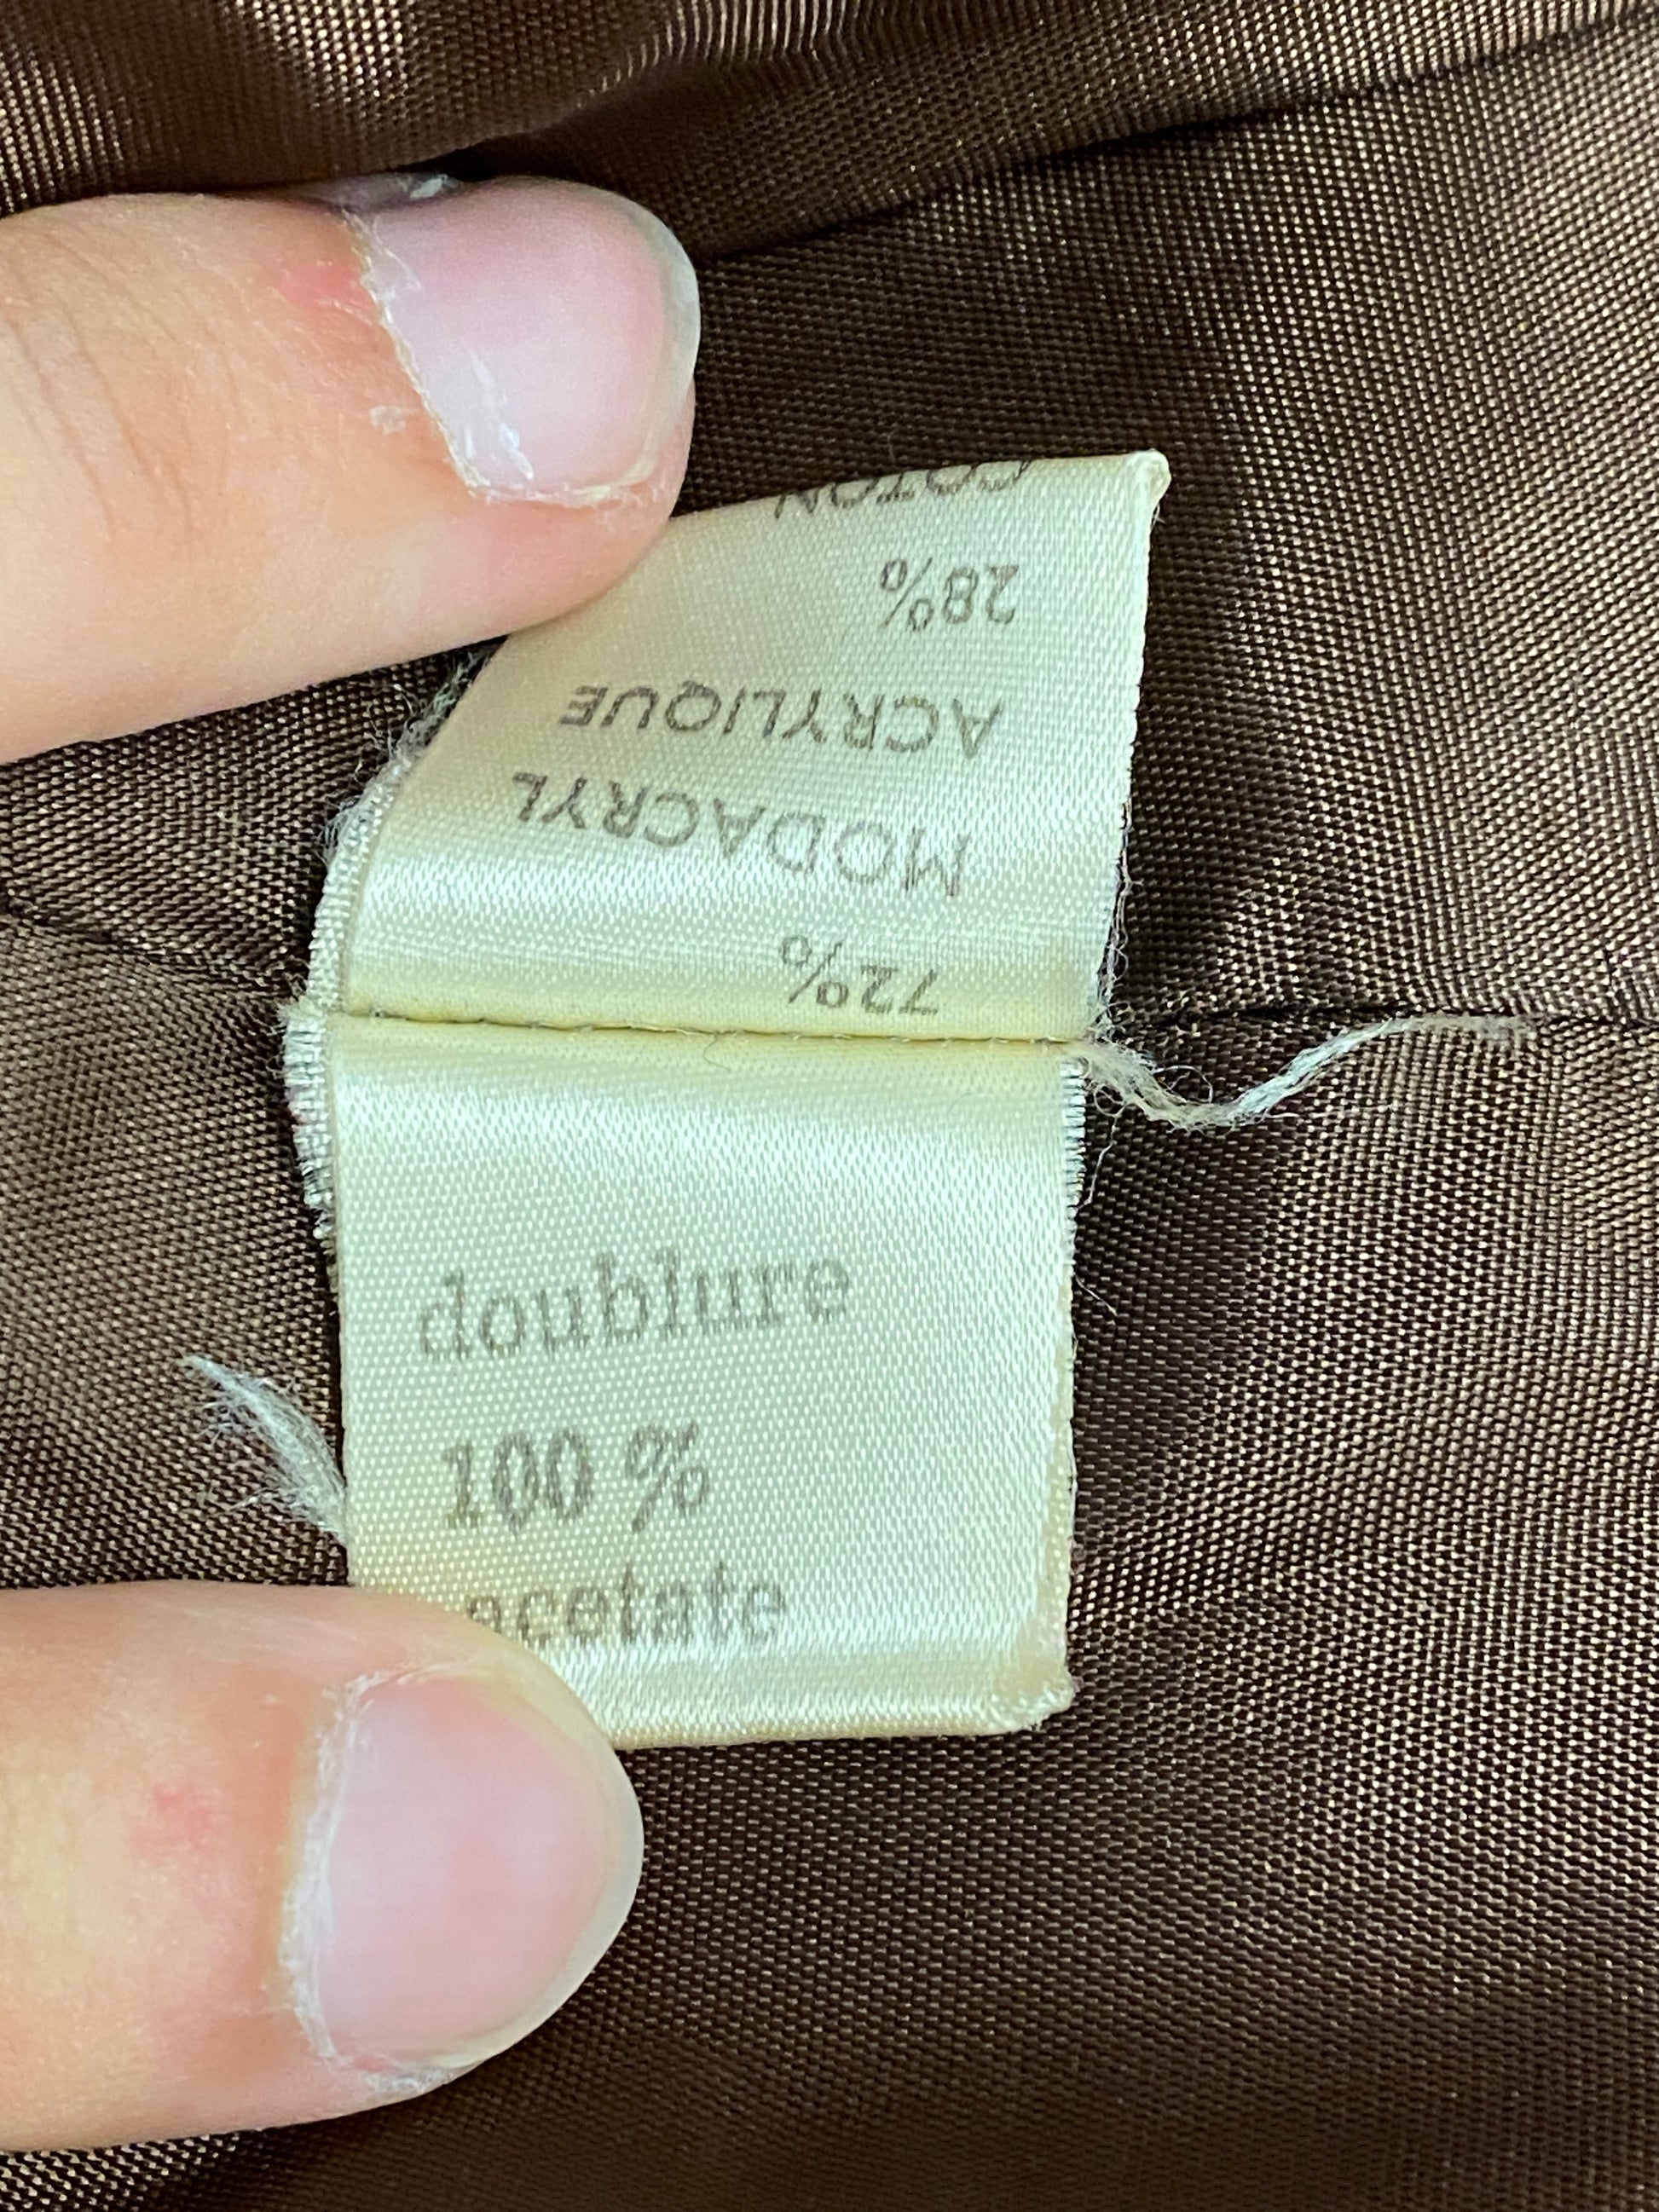 72%
MODACRYL
ACRYLIQUE
28%
COTON
doublure
100 %
acetate